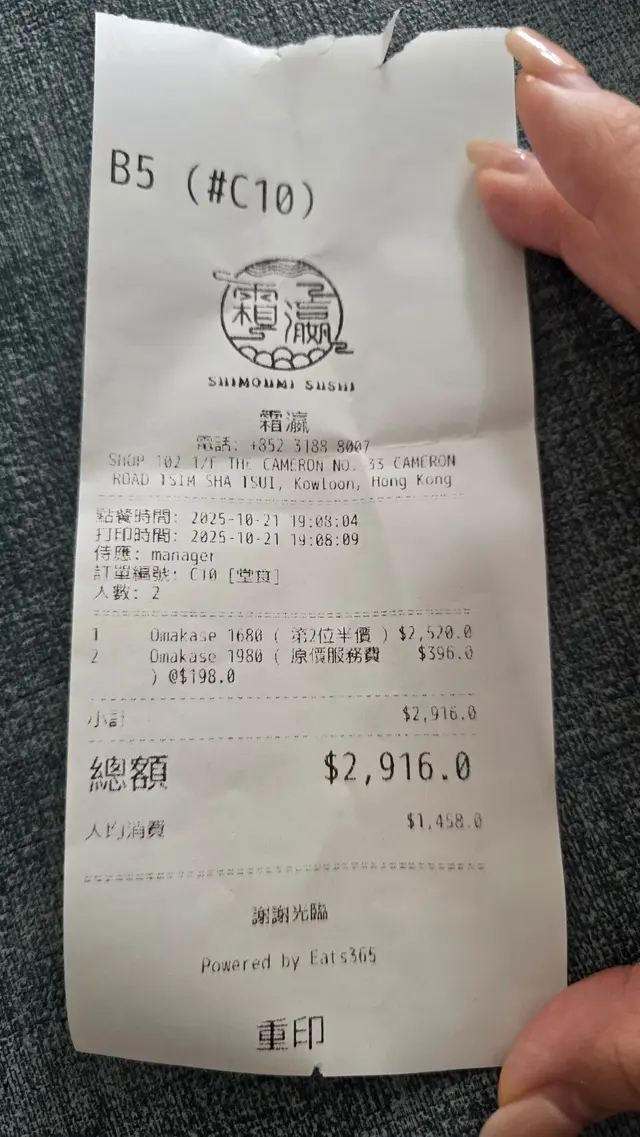 B5 (#C10)
霜瀛
SHIMOUMI SUSHI
霜瀛
電話: +852 3188 8007
SHOP 102 1/F THE CAMERON NO. 33 CAMERON
ROAD TSIM SHA TSUI, Kowloon, Hong Kong
點餐時間: 2025-10-21 19:08:04
打印時間: 2025-10-21 19:08:09
侍應: manager
訂單編號: C10 [堂食]
人數: 2
1 Omakase 1680 ( 第2位半價 ) $2,520.0
2 Omakase 1980 ( 原價服務費 $396.0
) @$198.0
小計 $2,916.0
總額 $2,916.0
人均消費 $1,458.0
謝謝光臨
Powered by Eats365
重印